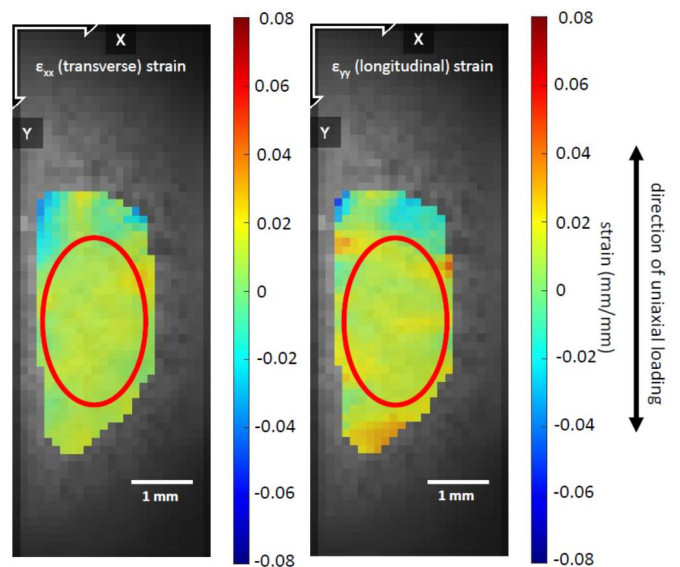 X
ε_xx (transverse) strain
Y
1 mm
0.08
0.06
0.04
0.02
0
-0.02
-0.04
-0.06
-0.08
X
ε_yy (longitudinal) strain
Y
1 mm
0.08
0.06
0.04
0.02
0
-0.02
-0.04
-0.06
-0.08
strain (mm/mm)
direction of uniaxial loading